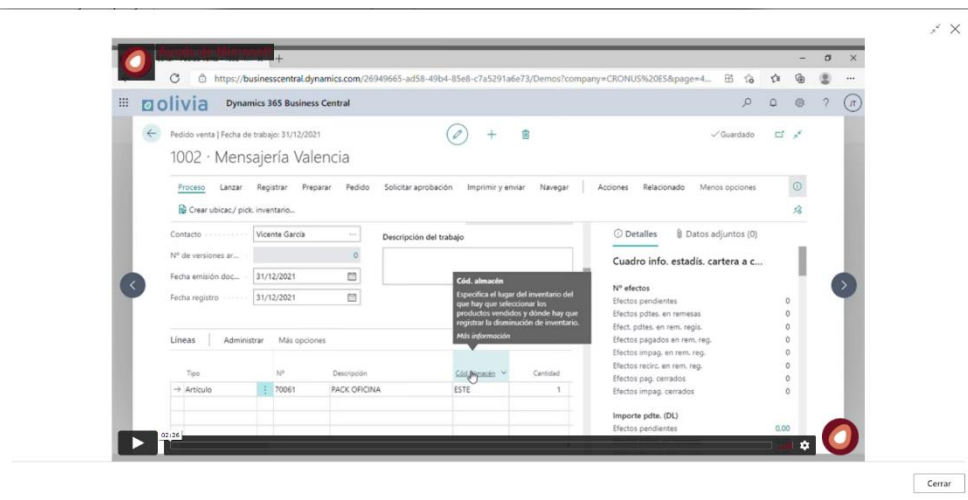 https://businesscentral.dynamics.com/26949665-ad58-49b4-85e8-c7a5291a6e73/Demos?company=CRONUS%20ES&page=4...
olivia Dynamics 365 Business Central
JT
Pedido venta | Fecha de trabajo: 31/12/2021
Guardado
1002 · Mensajería Valencia
Proceso Lanzar Registrar Preparar Pedido Solicitar aprobación Imprimir y enviar Navegar Acciones Relacionado Menos opciones
Crear ubicac./ pick. inventario...
Contacto Vicente García
Nº de versiones ar... 0
Fecha emisión doc... 31/12/2021
Fecha registro 31/12/2021
Descripción del trabajo
Cód. almacén
Especifica el lugar del inventario del
que hay que seleccionar los
productos vendidos y dónde hay que
registrar la disminución de inventario.
Más información
Líneas Administrar Más opciones
Tipo Nº Descripción Cód. almacén Cantidad
Artículo 70061 PACK OFICINA ESTE 1
Detalles Datos adjuntos (0)
Cuadro info. estadís. cartera a c...
Nº efectos
Efectos pendientes 0
Efectos pdtes. en remesas 0
Efect. pdtes. en rem. regis. 0
Efectos pagados en rem. reg. 0
Efectos impag. en rem. reg. 0
Efectos recirc. en rem. reg. 0
Efectos pag. cerrados 0
Efectos impag. cerrados 0
Importe pdte. (DL)
Efectos pendientes 0,00
02:26
Cerrar